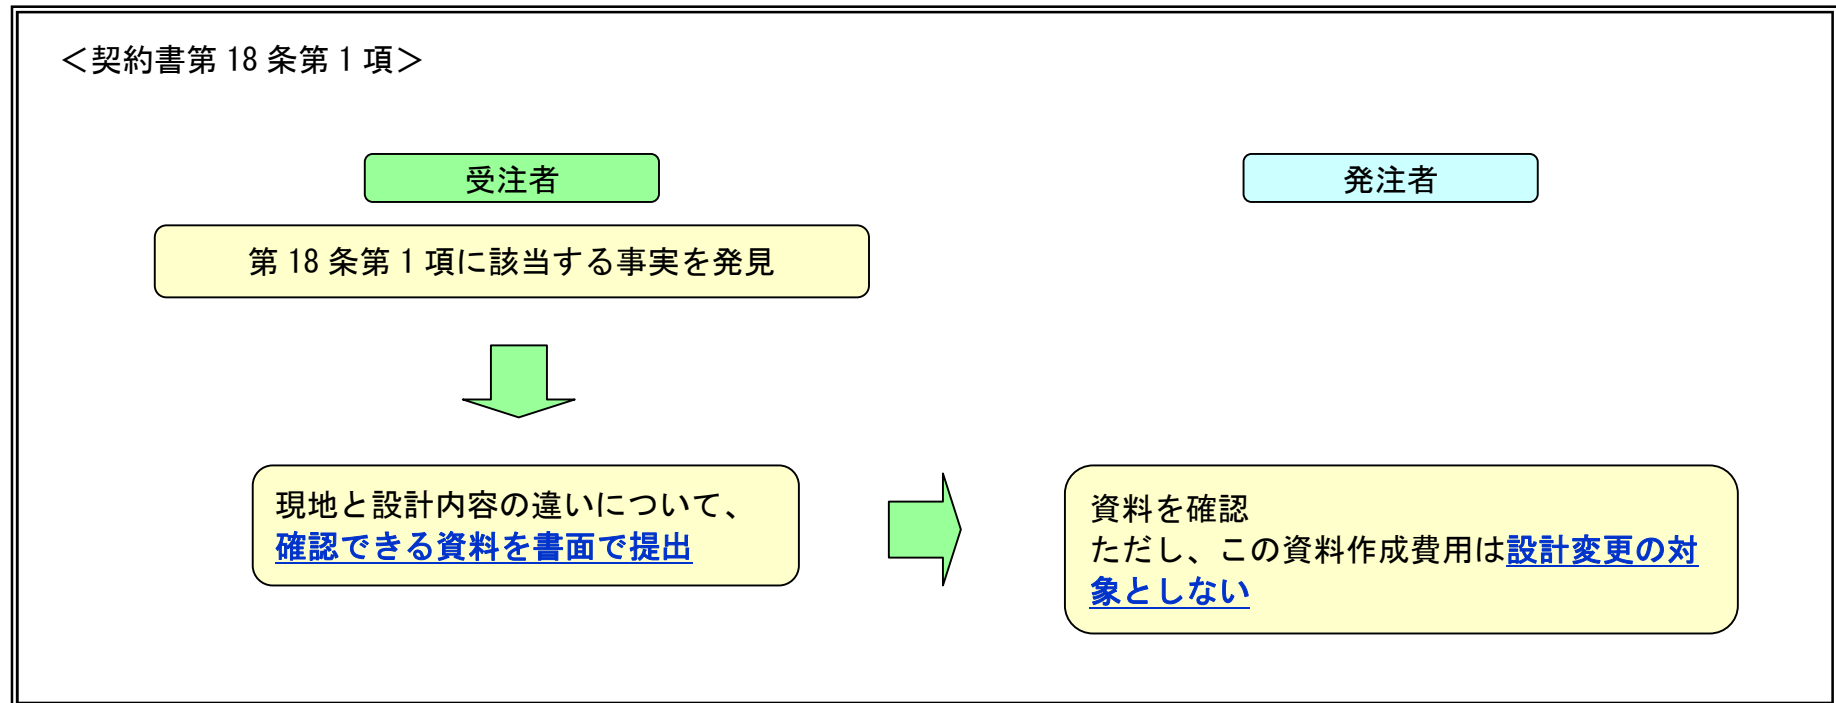 ＜契約書第 18 条第 1 項＞
受注者
発注者
第 18 条第 1 項に該当する事実を発見
現地と設計内容の違いについて、
確認できる資料を書面で提出
資料を確認
ただし、この資料作成費用は設計変更の対
象としない